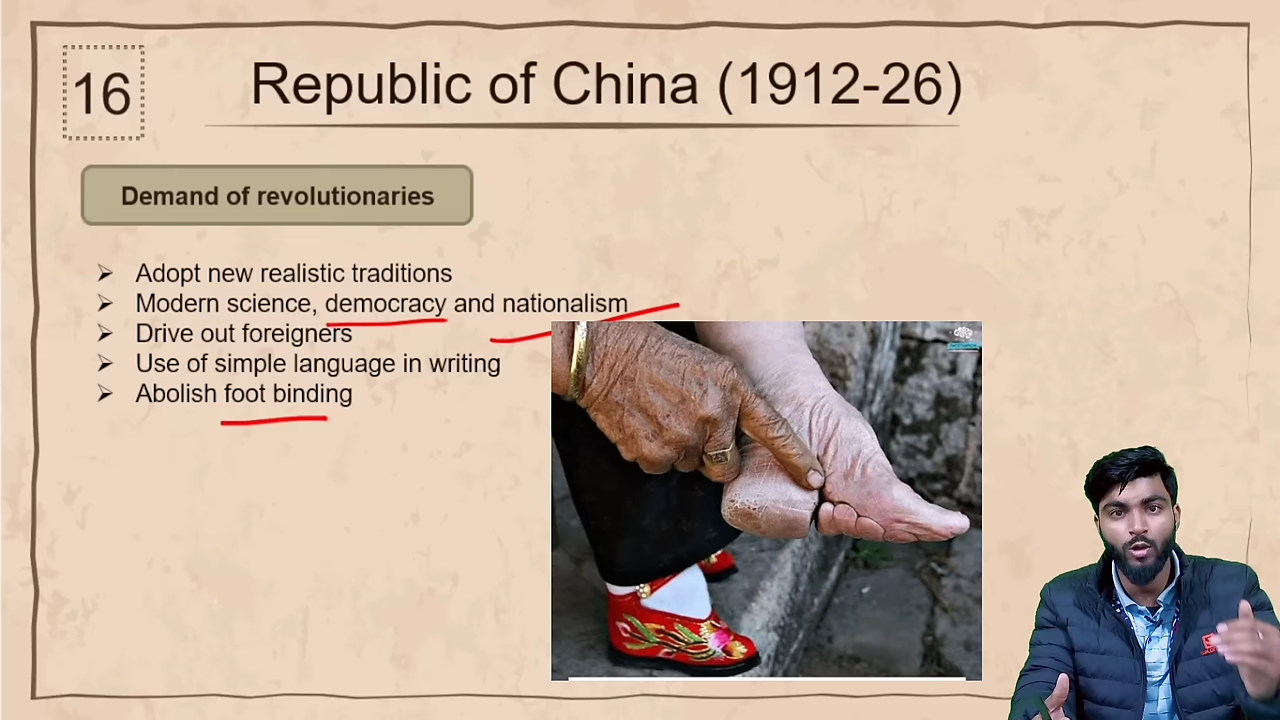 16
Republic of China (1912-26)
Demand of revolutionaries
➢ Adopt new realistic traditions
➢ Modern science, democracy and nationalism
➢ Drive out foreigners
➢ Use of simple language in writing
➢ Abolish foot binding